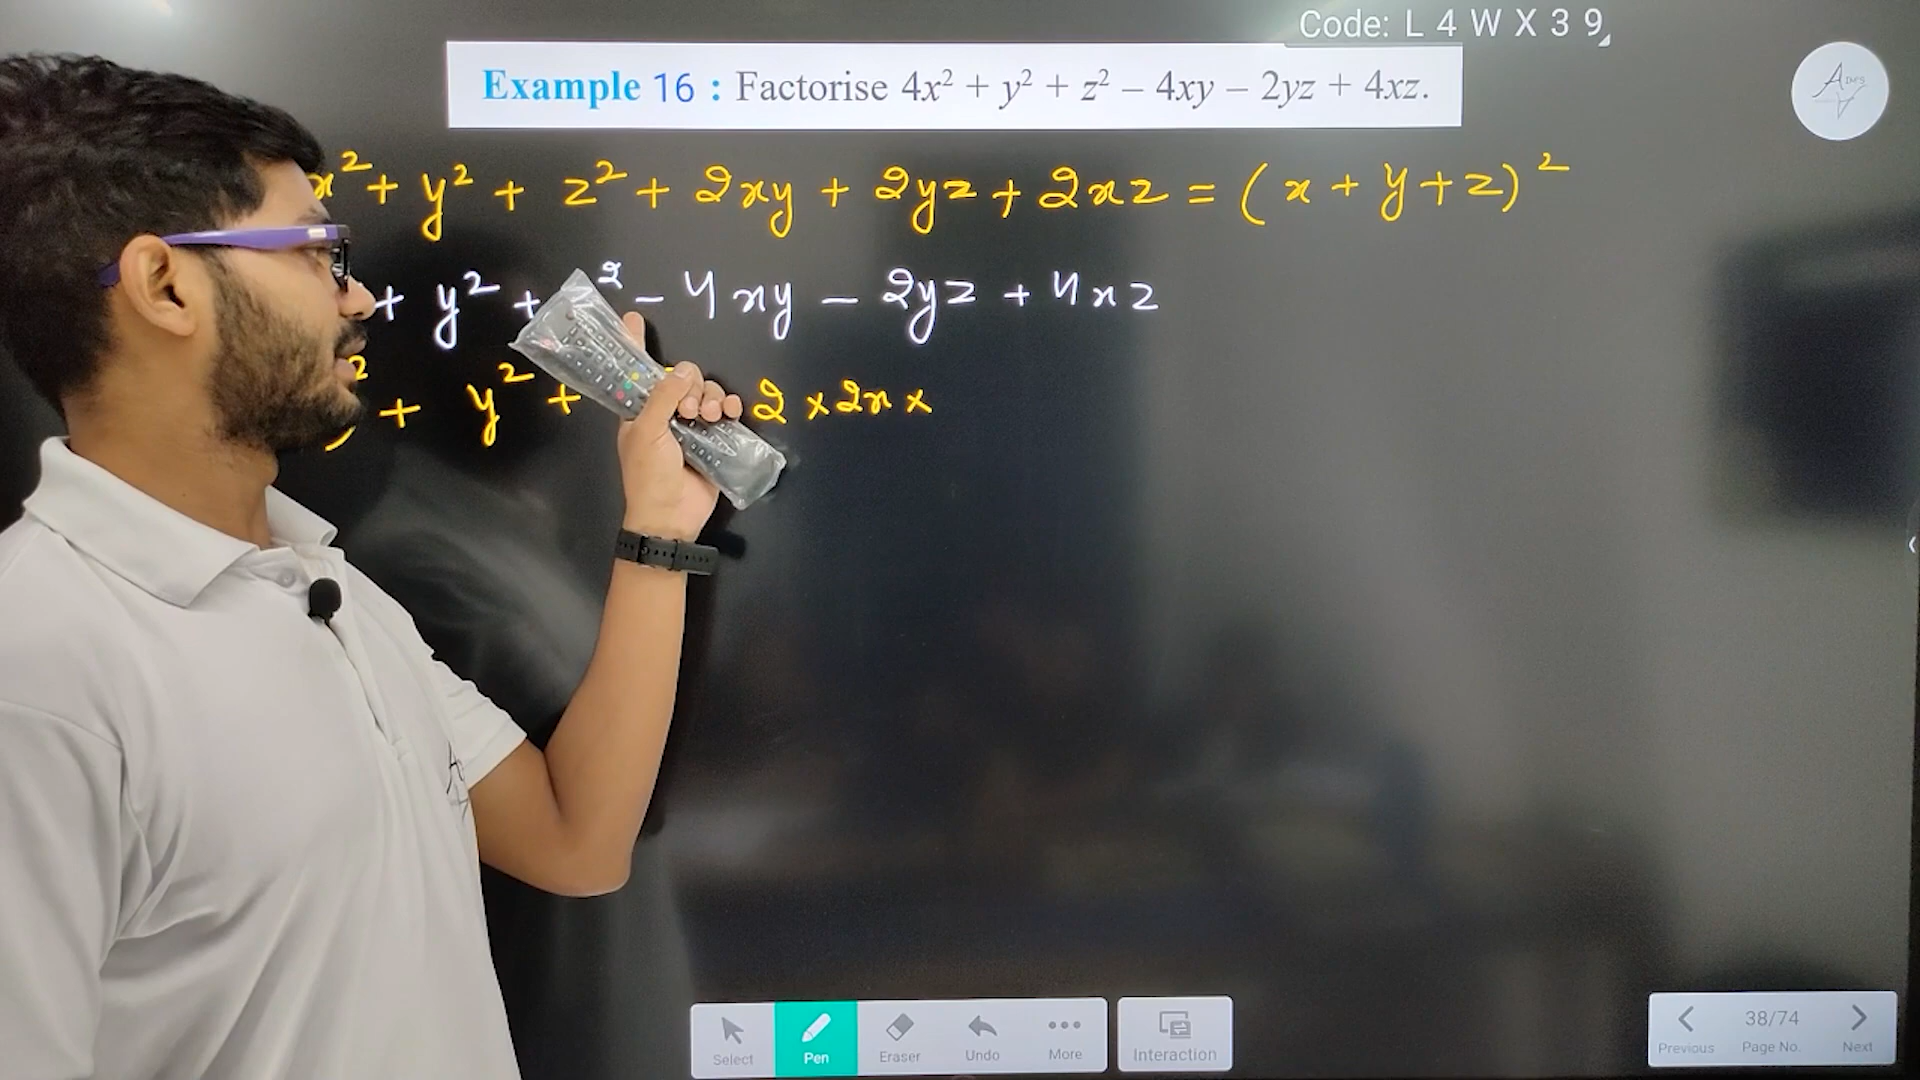 Code: L 4 W X 3 9
Example 16 : Factorise 4x² + y² + z² – 4xy – 2yz + 4xz.
x² + y² + z² + 2xy + 2yz + 2xz = (x + y + z)²
+ y² + z² - 4xy - 2yz + 4xz
² + y² + 2 × 2x ×
Select
Pen
Eraser
Undo
More
Interaction
38/74
Previous
Page No.
Next